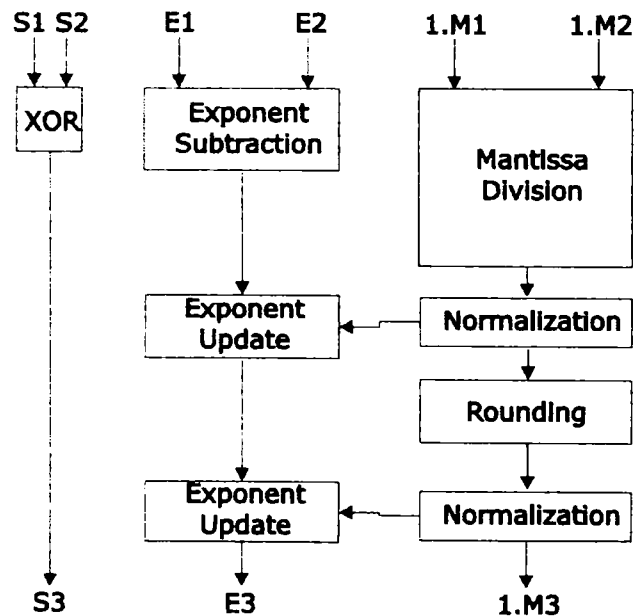 S1 S2 E1 E2 1.M1 1.M2
XOR
Exponent
Subtraction
Mantissa
Division
Exponent
Update
Normalization
Rounding
Exponent
Update
Normalization
S3 E3 1.M3